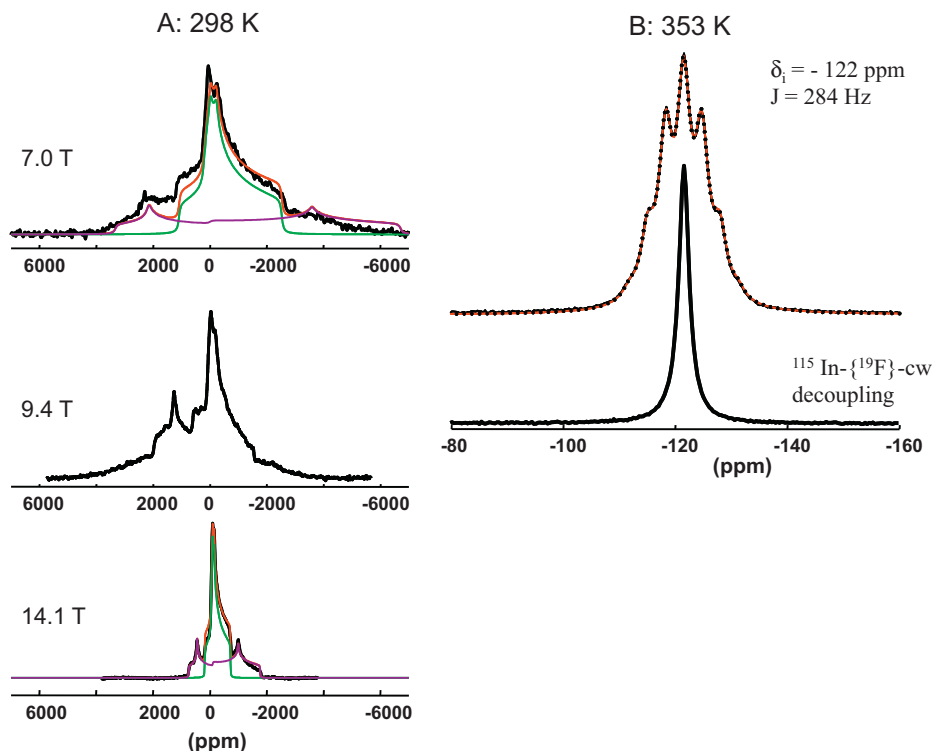 A: 298 K
7.0 T
6000 2000 0 -2000 -6000
9.4 T
6000 2000 0 -2000 -6000
14.1 T
6000 2000 0 -2000 -6000
(ppm)
B: 353 K
δi = - 122 ppm
J = 284 Hz
115 In-{19F}-cw
decoupling
-80 -100 -120 -140 -160
(ppm)